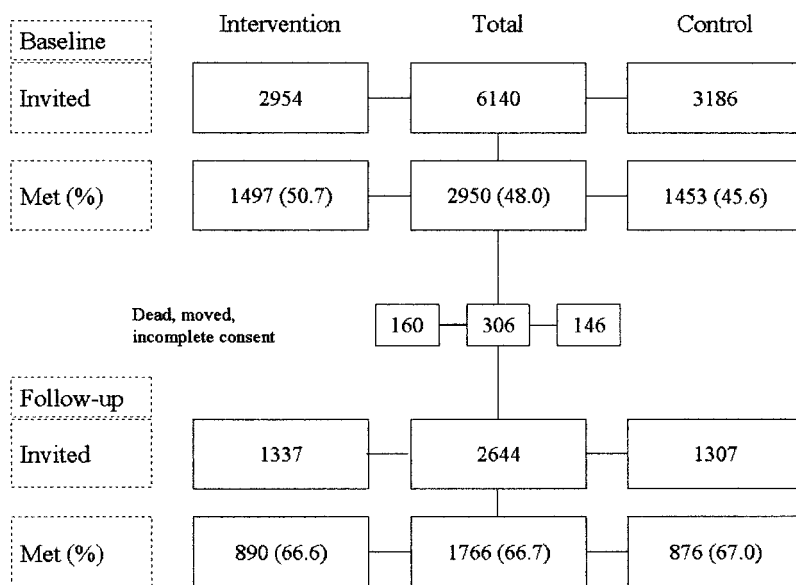 Intervention Total Control
Baseline
Invited 2954 6140 3186
Met (%) 1497 (50.7) 2950 (48.0) 1453 (45.6)
Dead, moved,
incomplete consent
160 306 146
Follow-up
Invited 1337 2644 1307
Met (%) 890 (66.6) 1766 (66.7) 876 (67.0)